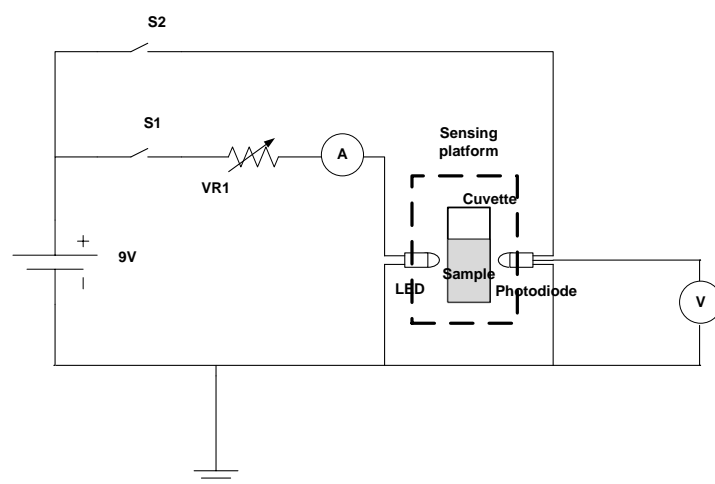 S2
S1
VR1
A
Sensing
platform
Cuvette
+
9V
LED
Sample
Photodiode
V